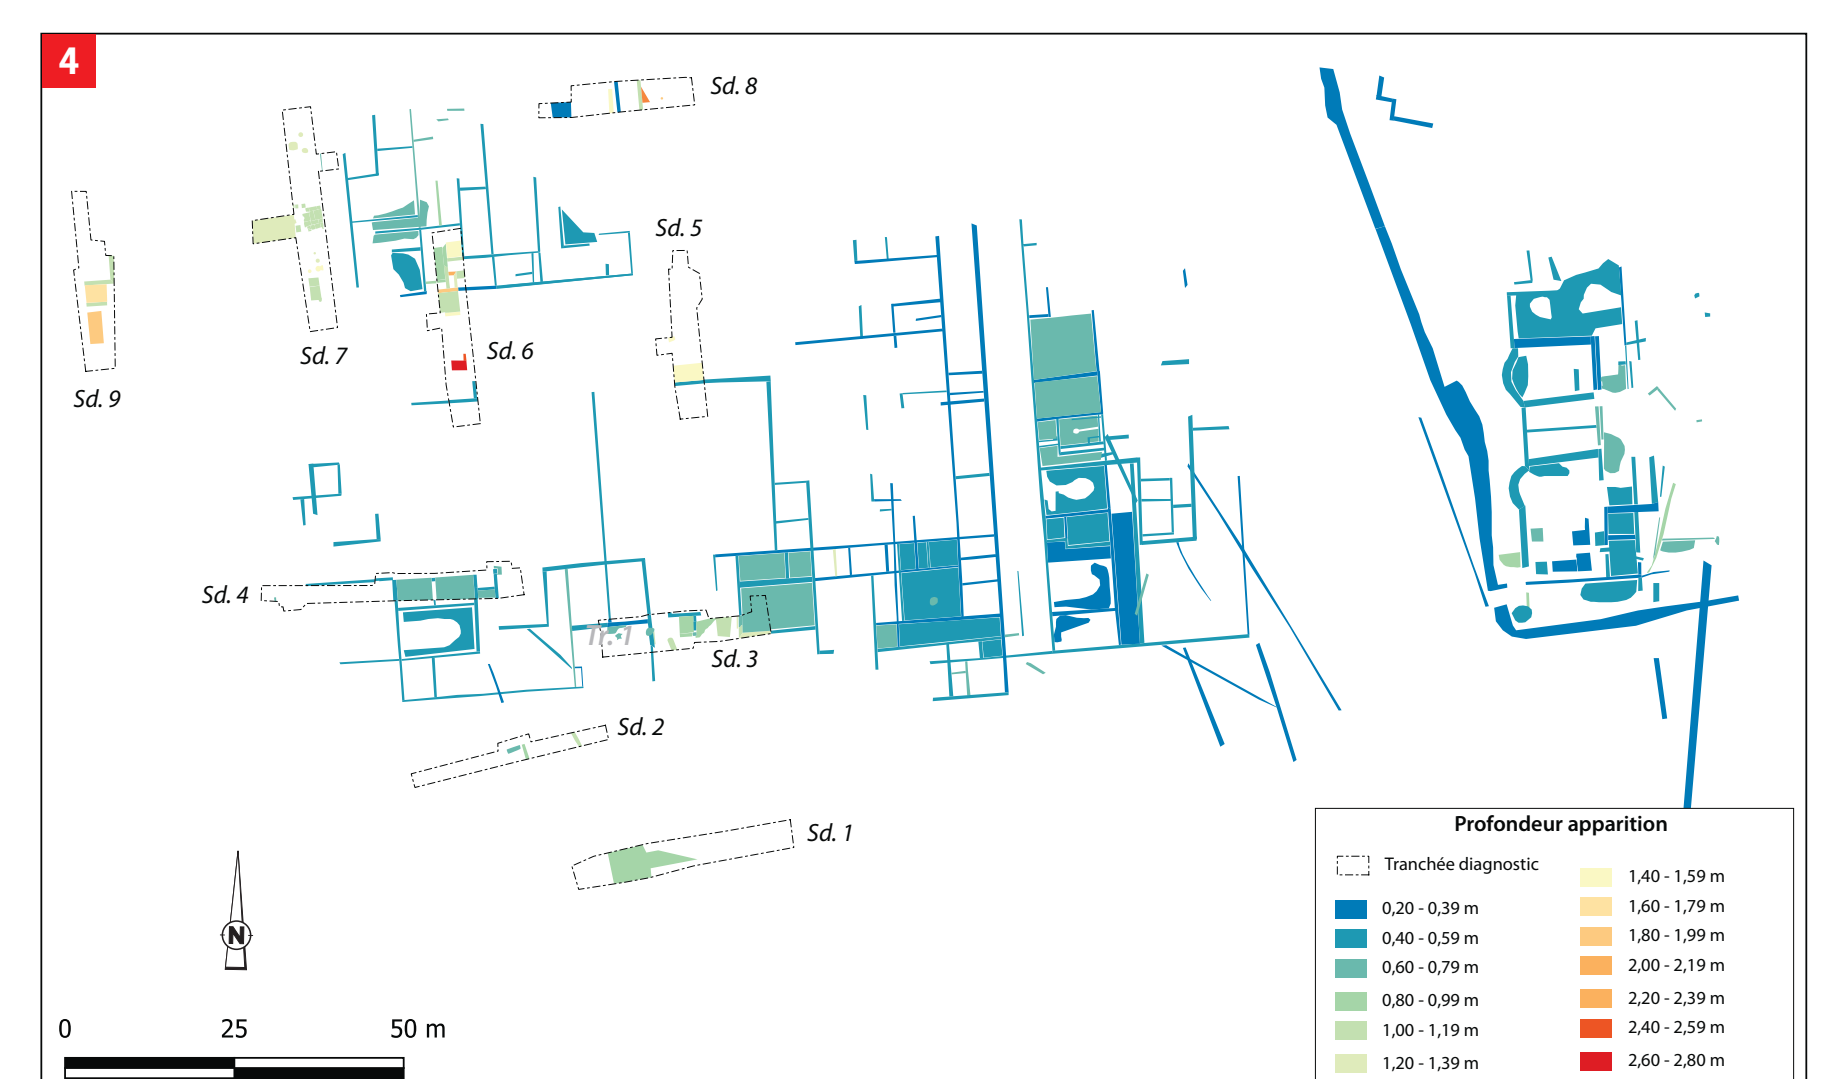 4
Sd. 8
Sd. 5
Sd. 7
Sd. 6
Sd. 9
Sd. 4
Tr. 1
Sd. 3
Sd. 2
Sd. 1
N
0 25 50 m
Profondeur apparition
Tranchée diagnostic
0,20 - 0,39 m
0,40 - 0,59 m
0,60 - 0,79 m
0,80 - 0,99 m
1,00 - 1,19 m
1,20 - 1,39 m
1,40 - 1,59 m
1,60 - 1,79 m
1,80 - 1,99 m
2,00 - 2,19 m
2,20 - 2,39 m
2,40 - 2,59 m
2,60 - 2,80 m